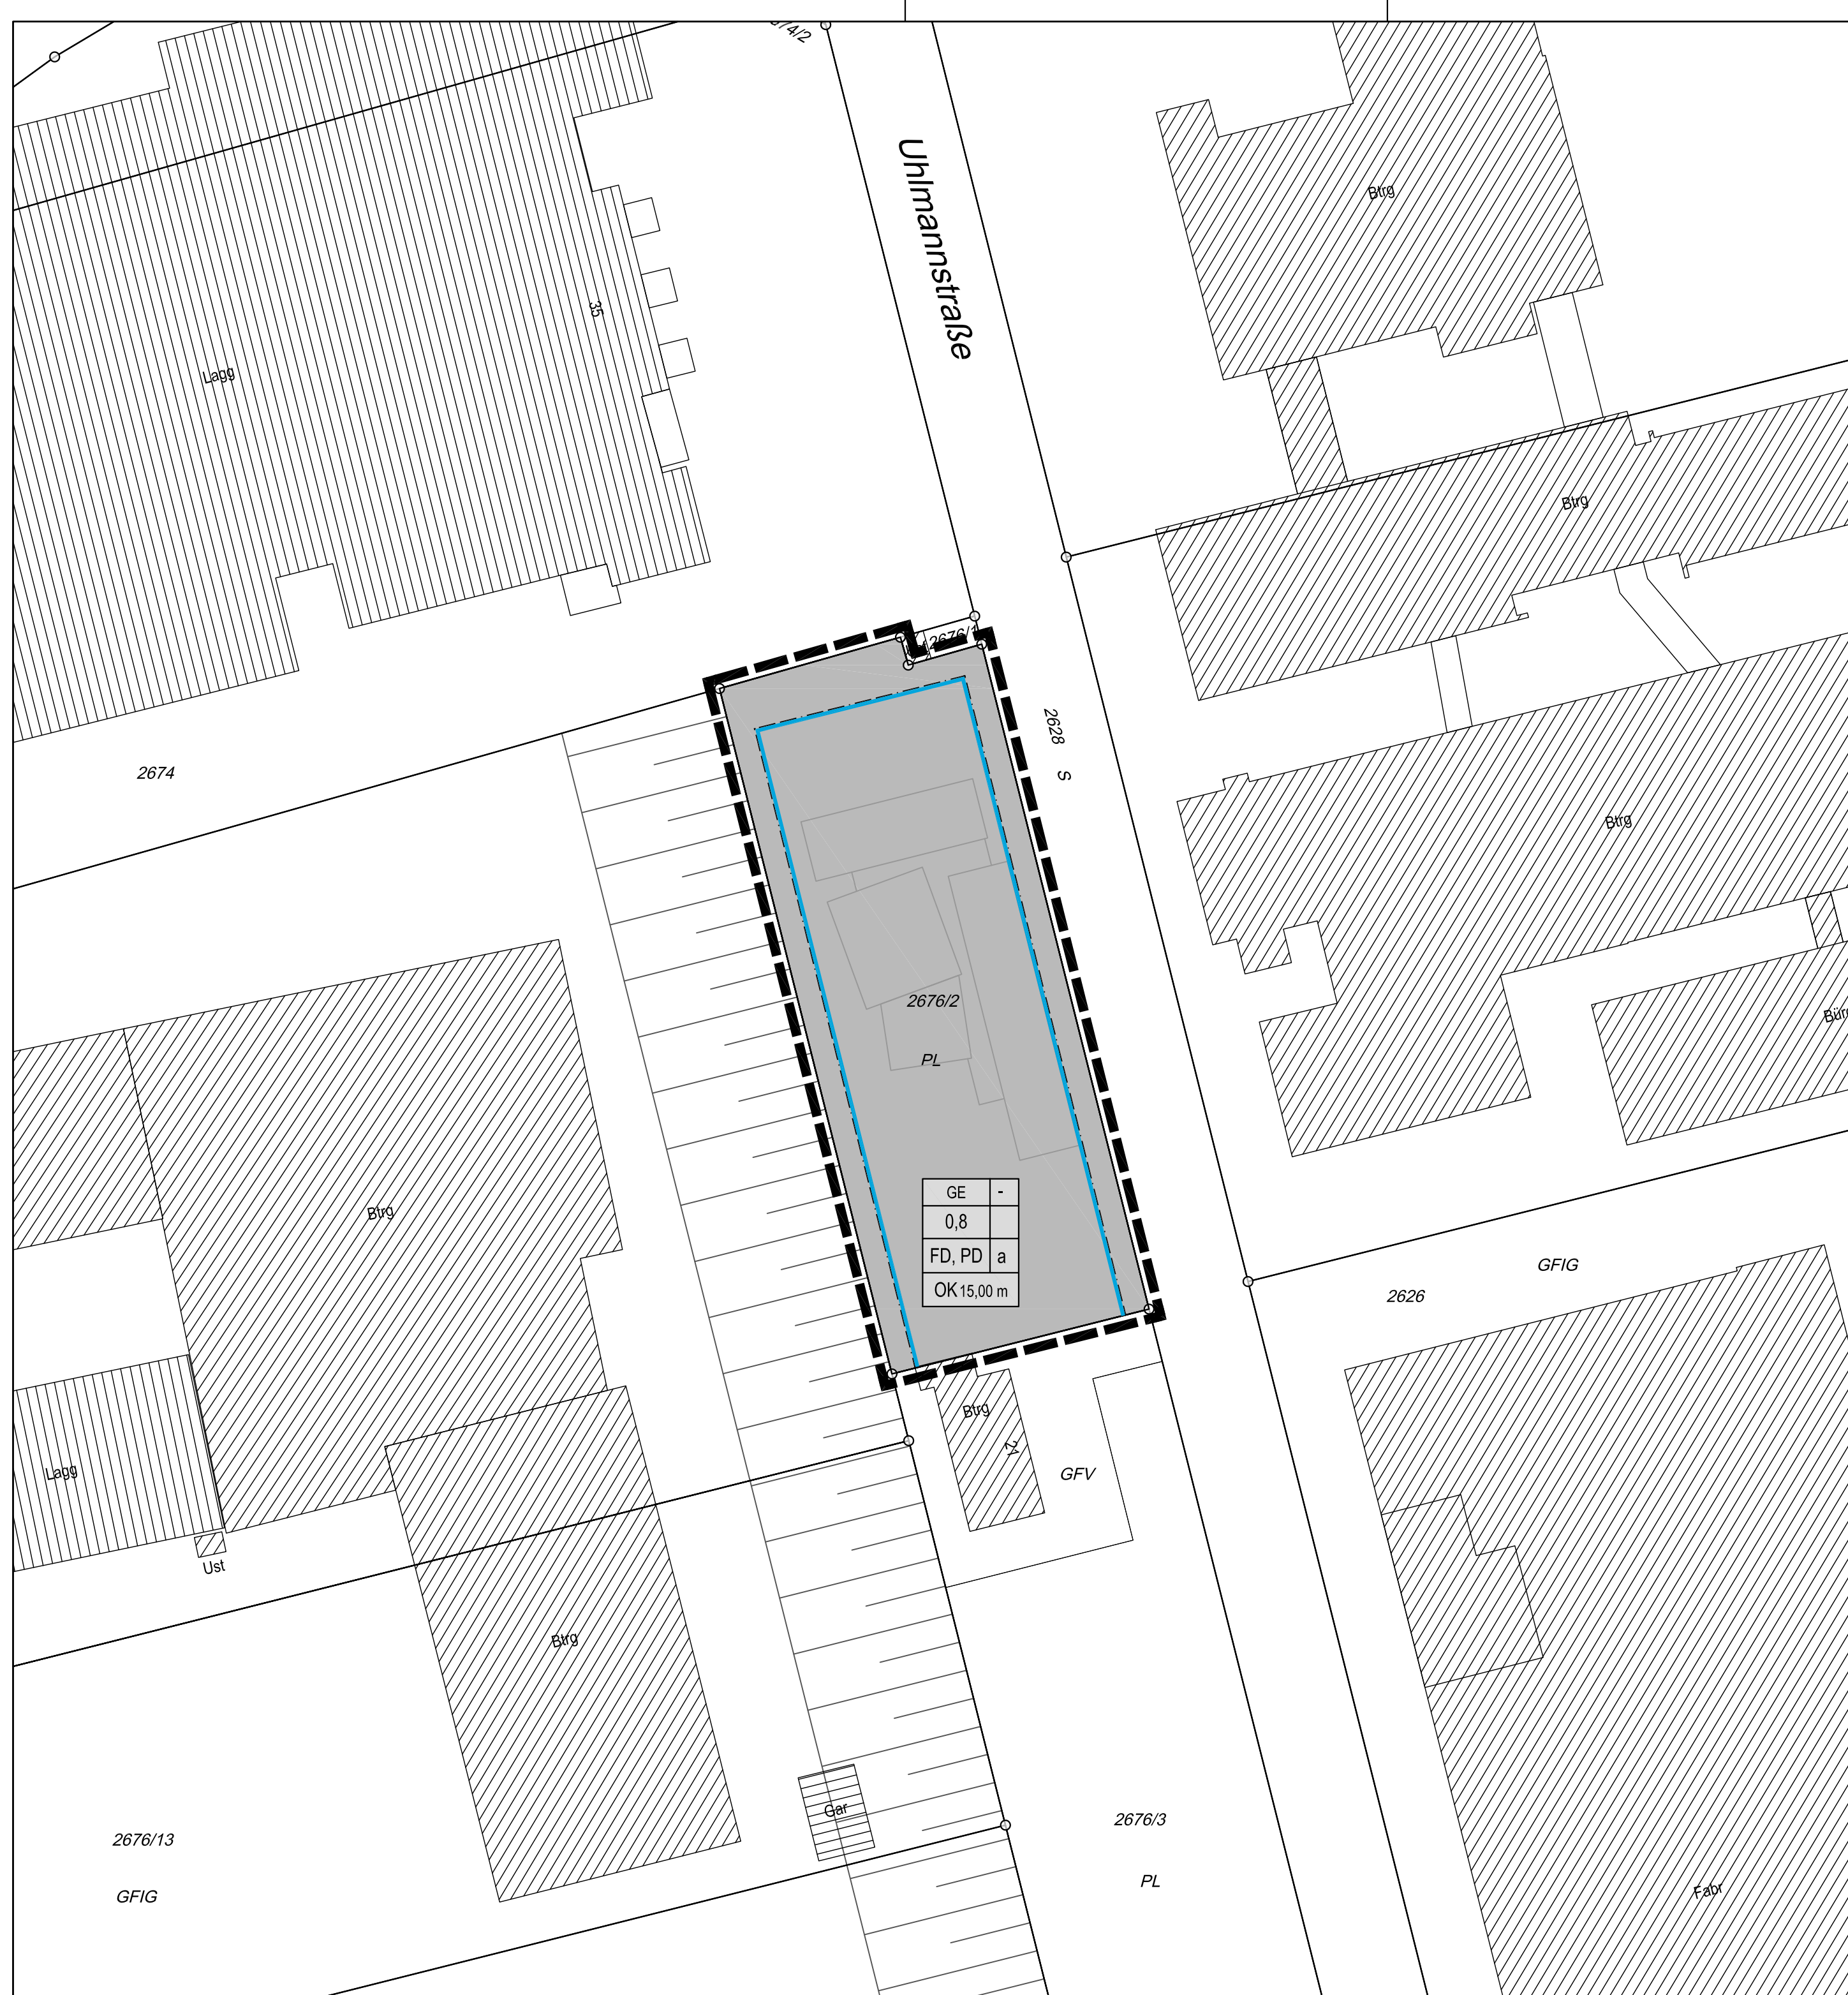 Uhlmannstraße
Btrg
35
Lagg
Btrg
2676/1
2628
S
2674
Btrg
2676/2
PL
GE -
0,8
FD, PD a
OK 15,00 m
Btrg
GFIG
2626
Btrg
21
GFV
Lagg
Ust
Btrg
Gar
2676/3
2676/13
PL
GFIG
Fabr